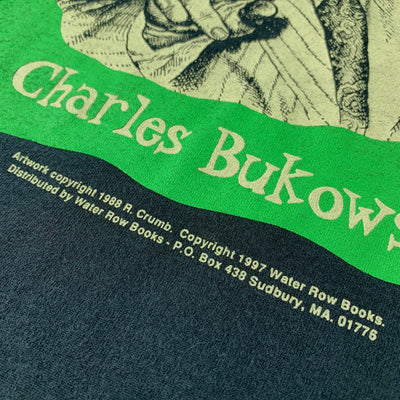 Charles Bukows
Artwork copyright 1988 R. Crumb. Copyright 1997 Water Row Books.
Distributed by Water Row Books - P.O. Box 438 Sudbury, MA. 01776